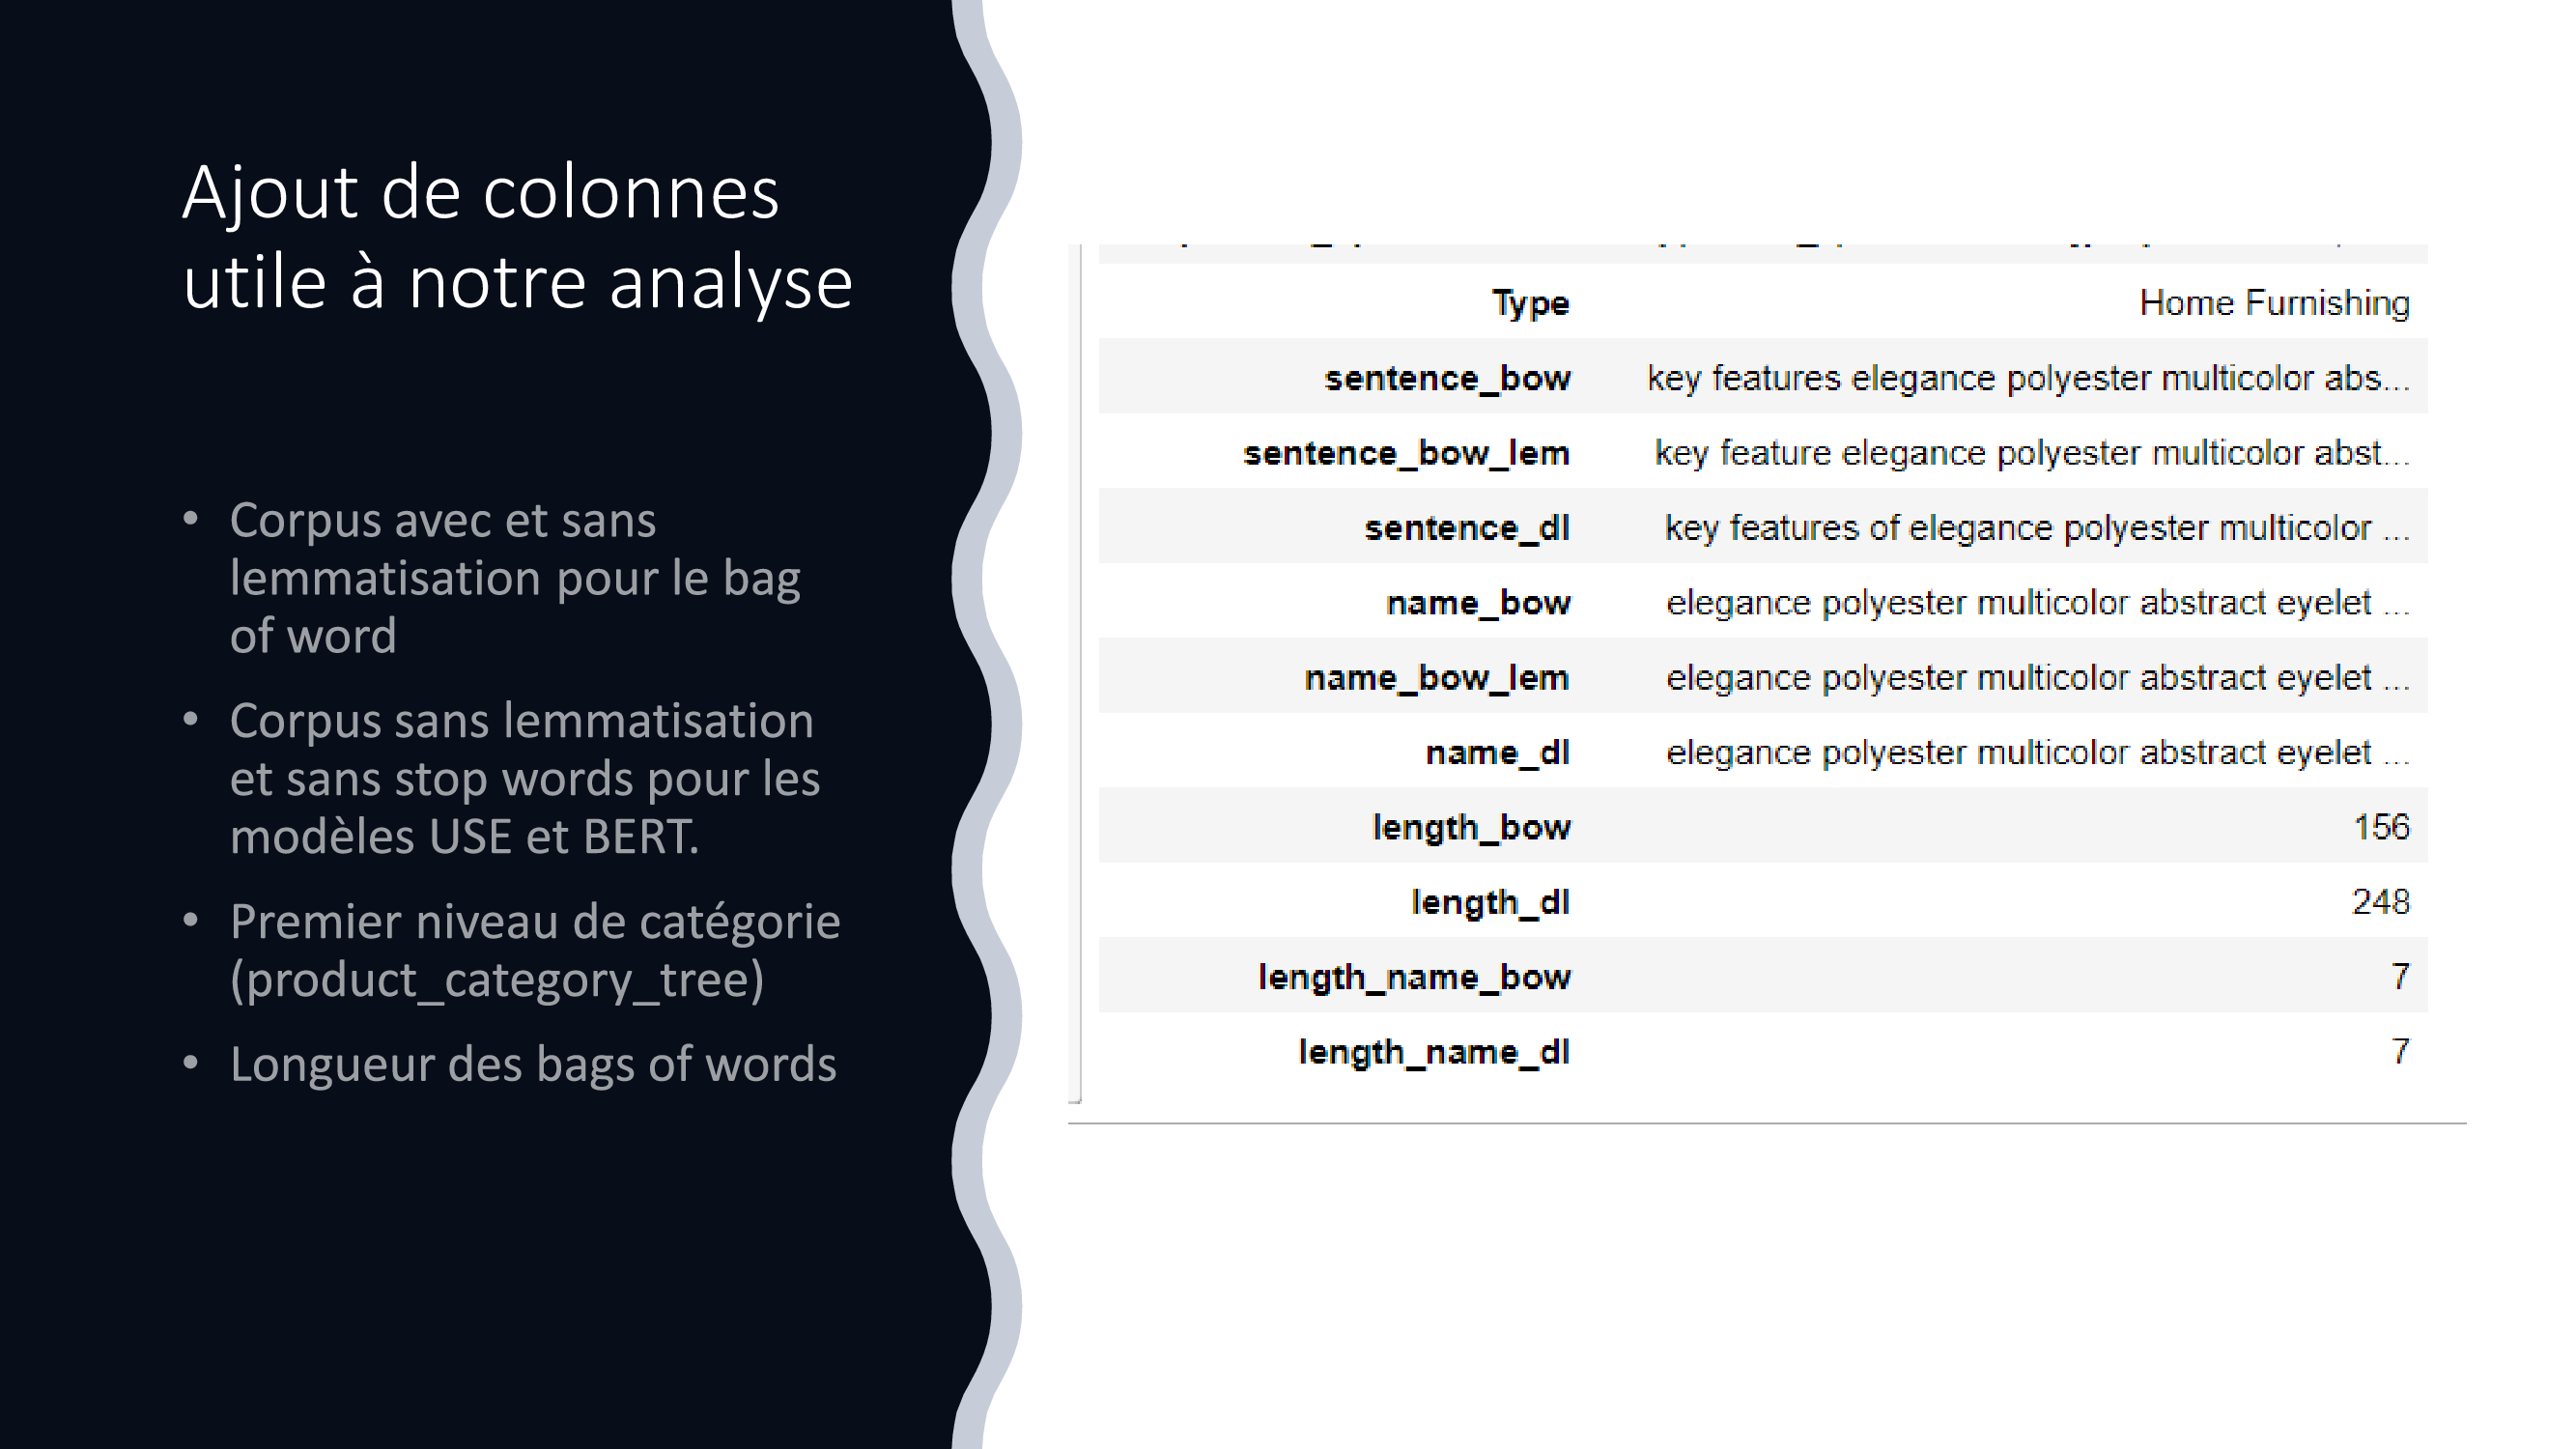 Ajout de colonnes
utile à notre analyse
• Corpus avec et sans
lemmatisation pour le bag
of word
• Corpus sans lemmatisation
et sans stop words pour les
modèles USE et BERT.
• Premier niveau de catégorie
(product_category_tree)
• Longueur des bags of words
Type Home Furnishing
sentence_bow key features elegance polyester multicolor abs...
sentence_bow_lem key feature elegance polyester multicolor abst...
sentence_dl key features of elegance polyester multicolor ...
name_bow elegance polyester multicolor abstract eyelet ...
name_bow_lem elegance polyester multicolor abstract eyelet ...
name_dl elegance polyester multicolor abstract eyelet ...
length_bow 156
length_dl 248
length_name_bow 7
length_name_dl 7